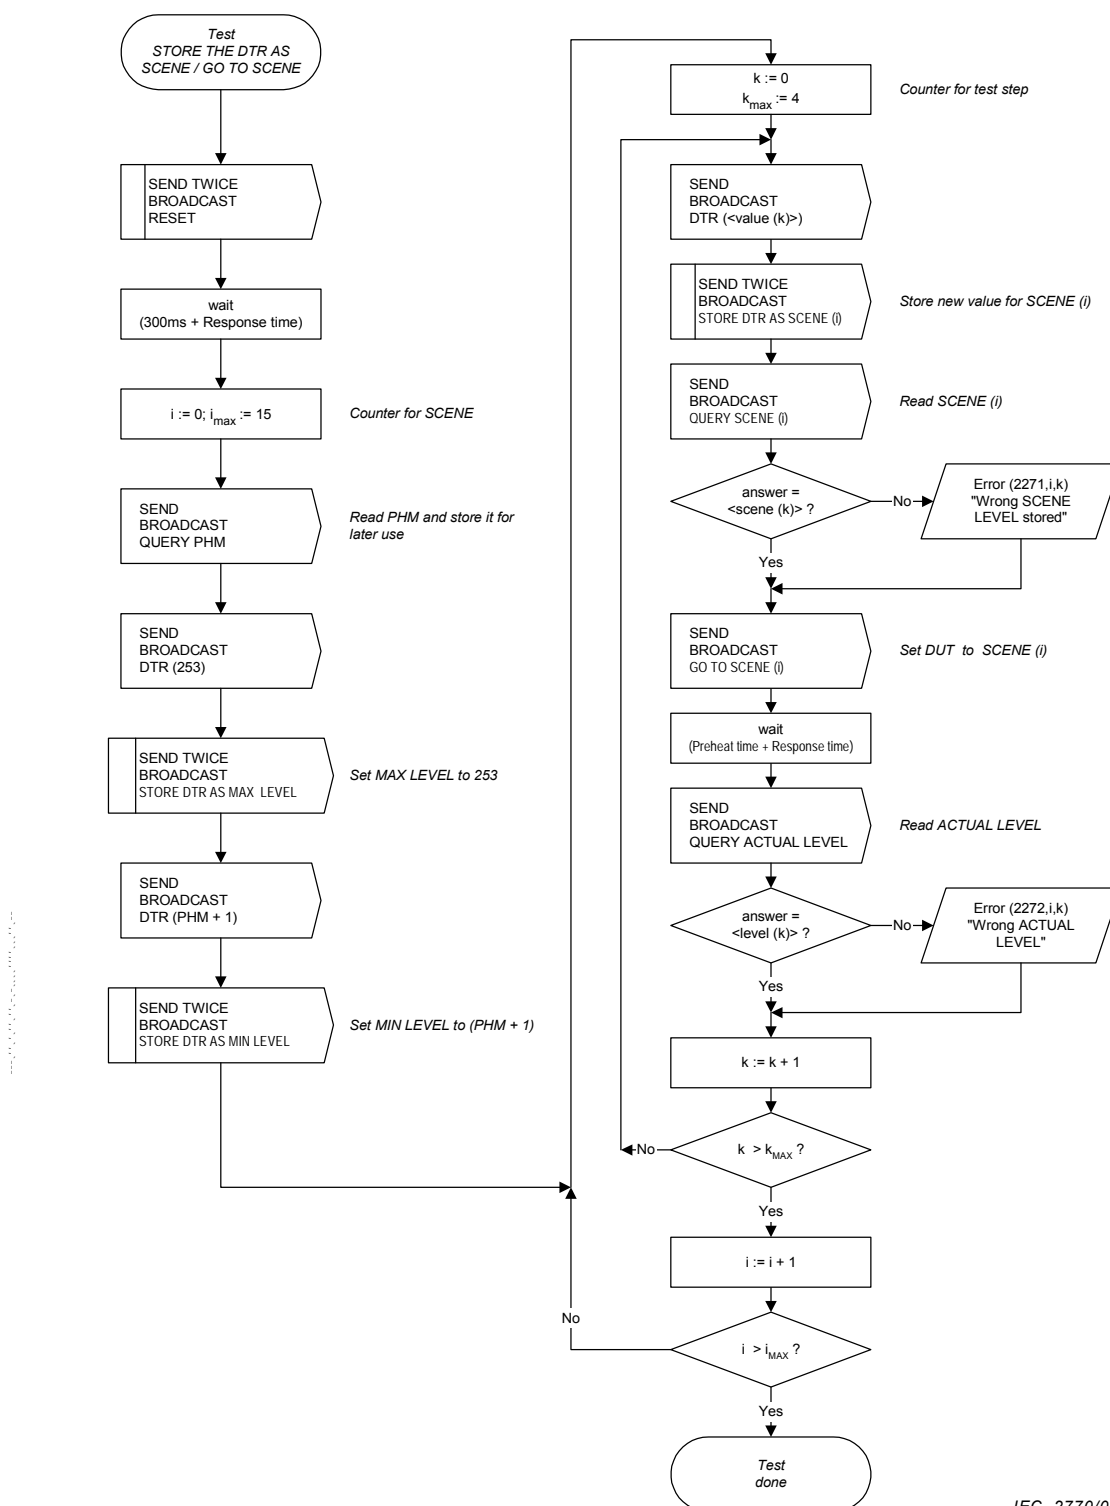 Test
STORE THE DTR AS
SCENE / GO TO SCENE
SEND TWICE
BROADCAST
RESET
wait
(300ms + Response time)
i := 0; imax := 15
Counter for SCENE
SEND
BROADCAST
QUERY PHM
Read PHM and store it for
later use
SEND
BROADCAST
DTR (253)
SEND TWICE
BROADCAST
STORE DTR AS MAX LEVEL
Set MAX LEVEL to 253
SEND
BROADCAST
DTR (PHM + 1)
SEND TWICE
BROADCAST
STORE DTR AS MIN LEVEL
Set MIN LEVEL to (PHM + 1)
k := 0
kmax := 4
Counter for test step
SEND
BROADCAST
DTR (<value (k)>)
SEND TWICE
BROADCAST
STORE DTR AS SCENE (i)
Store new value for SCENE (i)
SEND
BROADCAST
QUERY SCENE (i)
Read SCENE (i)
answer =
<scene (k)> ?
No
Error (2271,i,k)
"Wrong SCENE
LEVEL stored"
Yes
SEND
BROADCAST
GO TO SCENE (i)
Set DUT to SCENE (i)
wait
(Preheat time + Response time)
SEND
BROADCAST
QUERY ACTUAL LEVEL
Read ACTUAL LEVEL
answer =
<level (k)> ?
No
Error (2272,i,k)
"Wrong ACTUAL
LEVEL"
Yes
k := k + 1
k > kMAX ?
No
Yes
i := i + 1
i > iMAX ?
No
Yes
Test
done